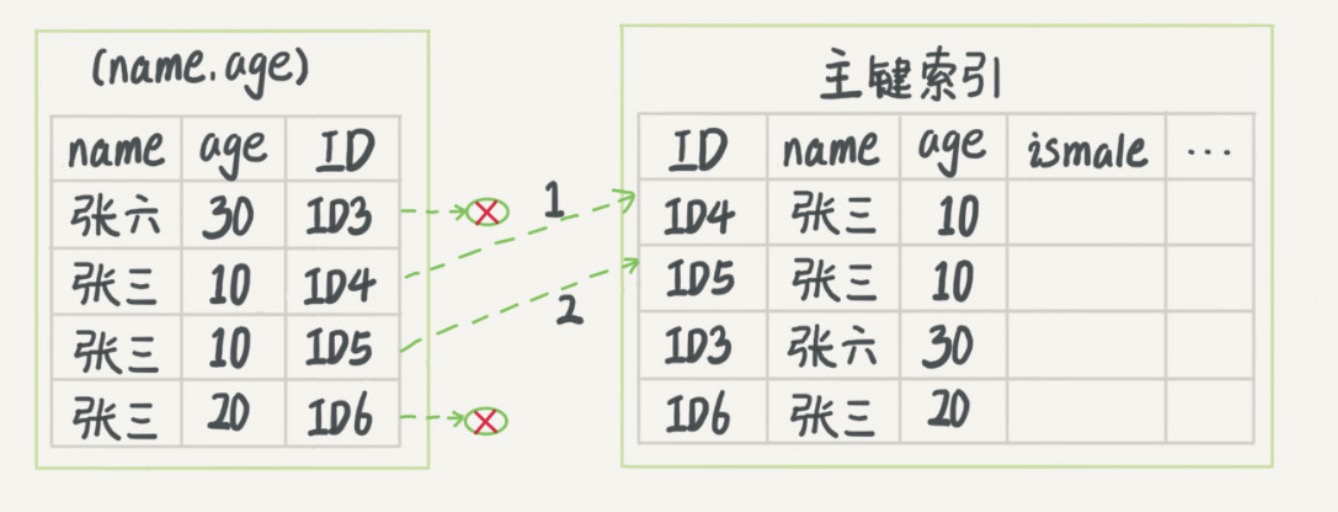 (name.age)
name age ID
张六 30 ID3
张三 10 ID4
张三 10 ID5
张三 20 ID6
1
2
主键索引
ID name age ismale ...
ID4 张三 10
ID5 张三 10
ID3 张六 30
ID6 张三 20